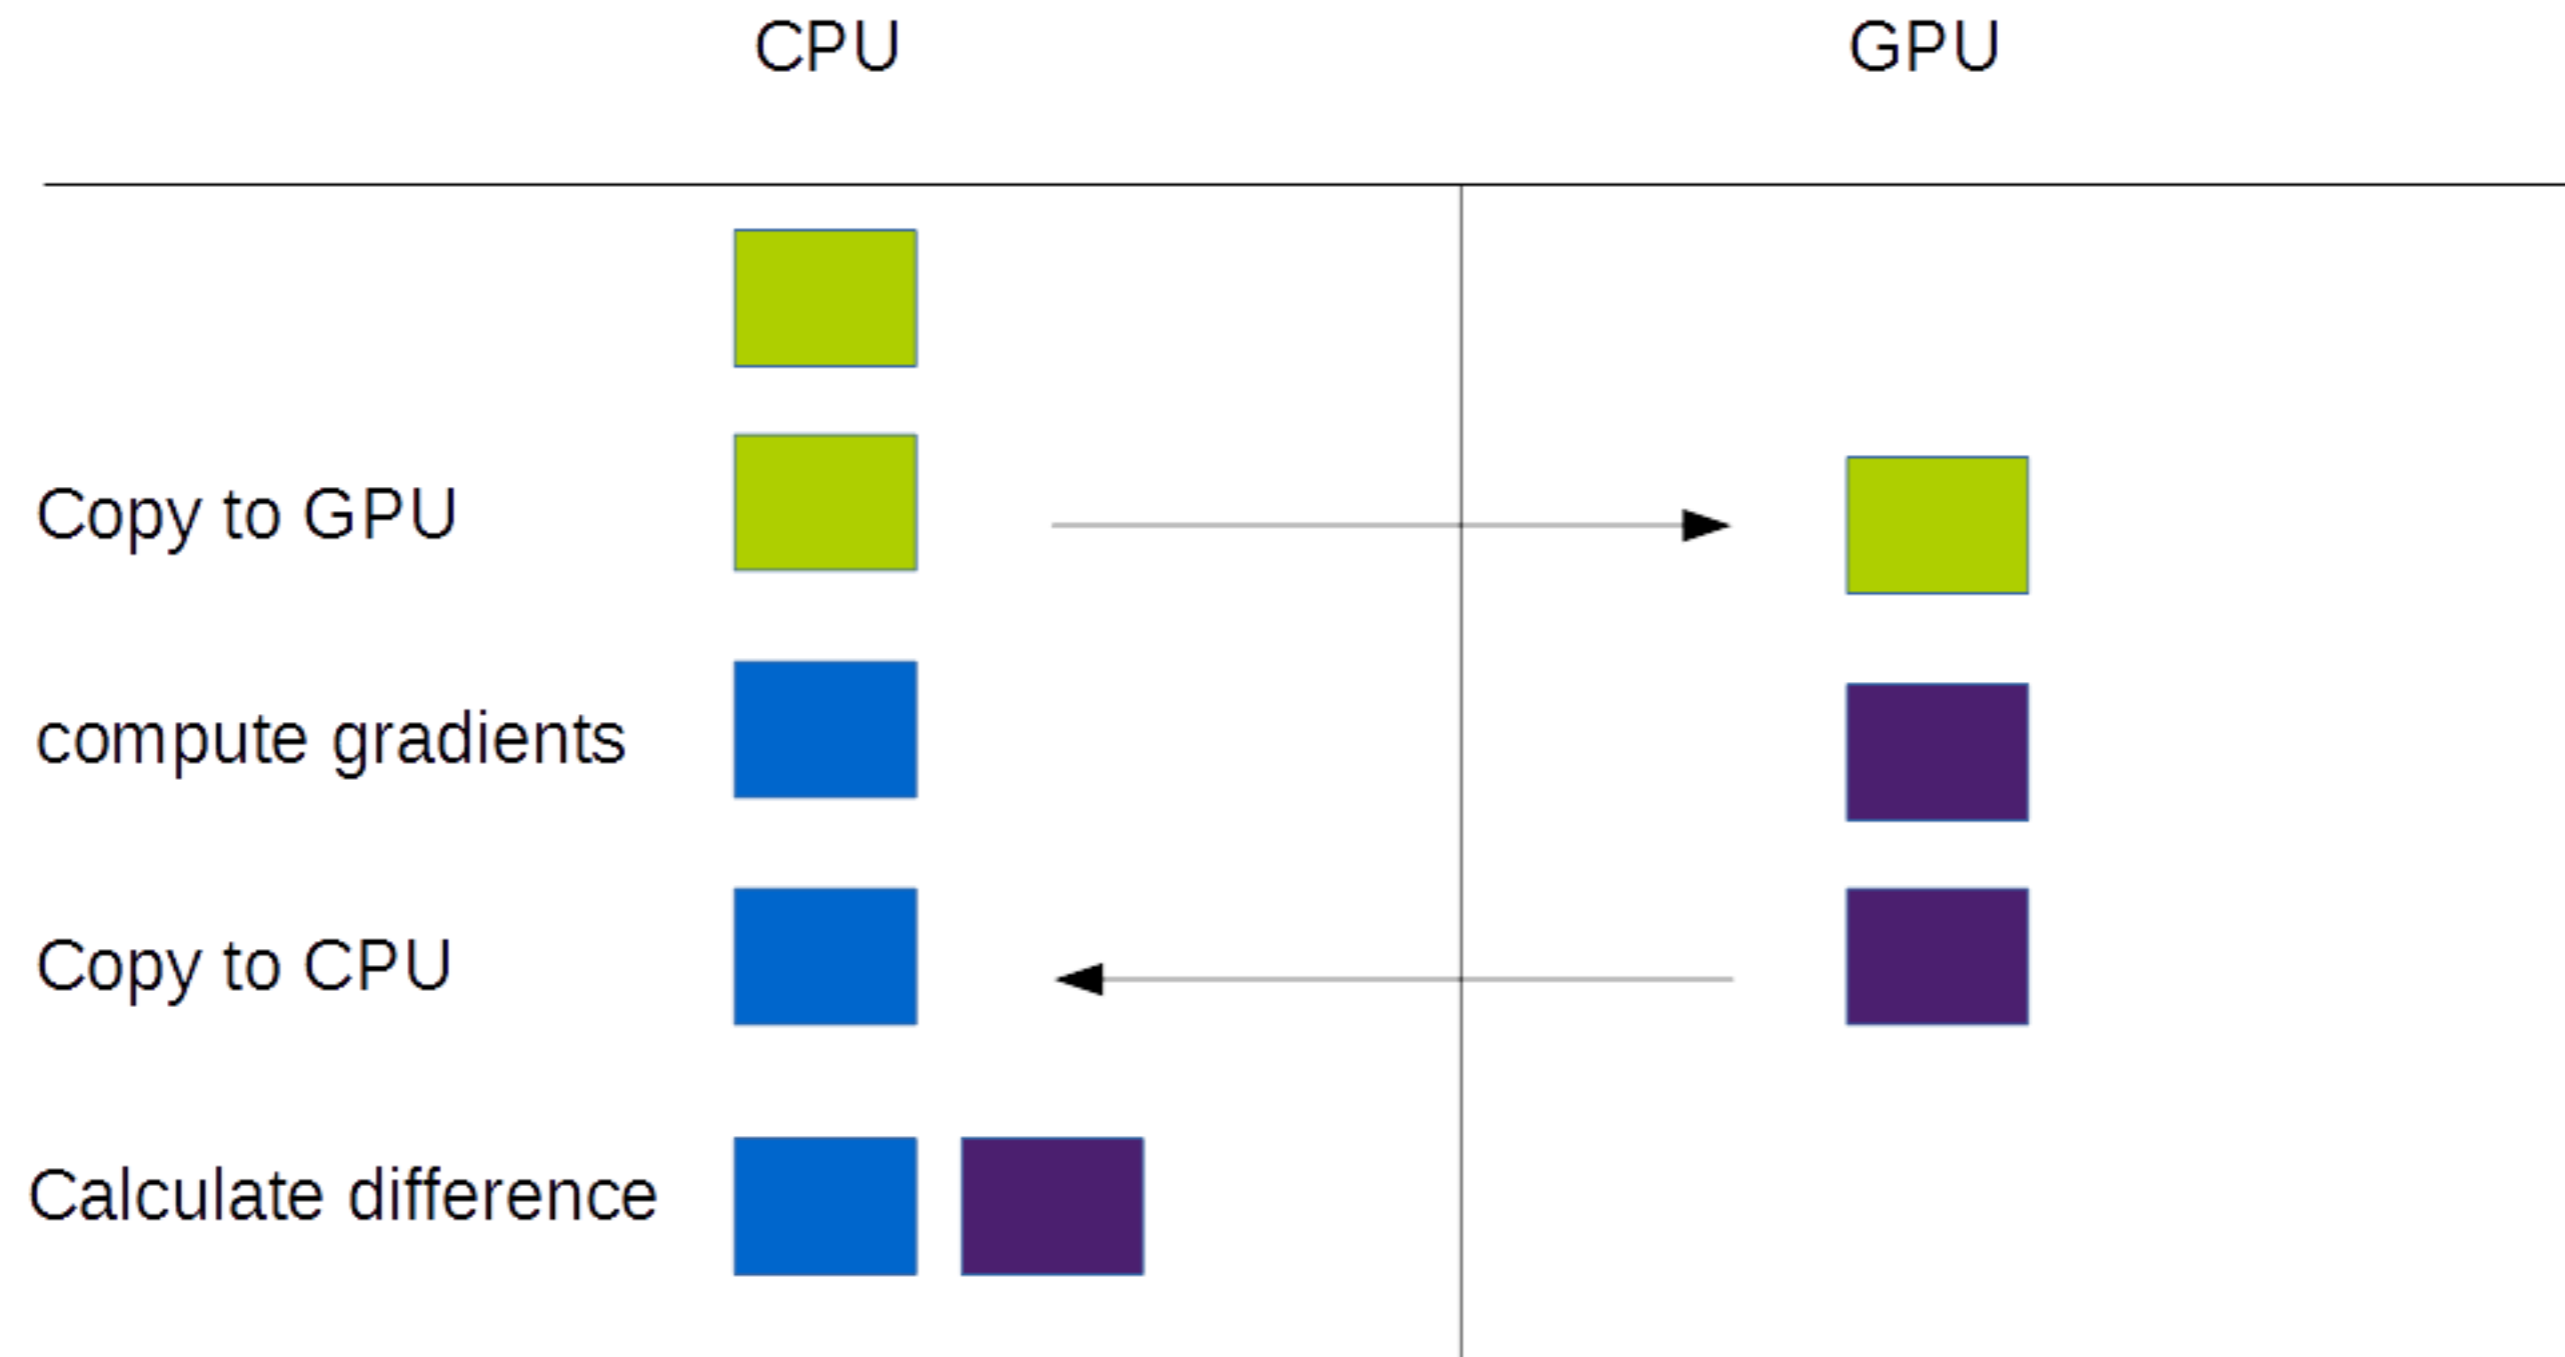 CPU
GPU
Copy to GPU
compute gradients
Copy to CPU
Calculate difference